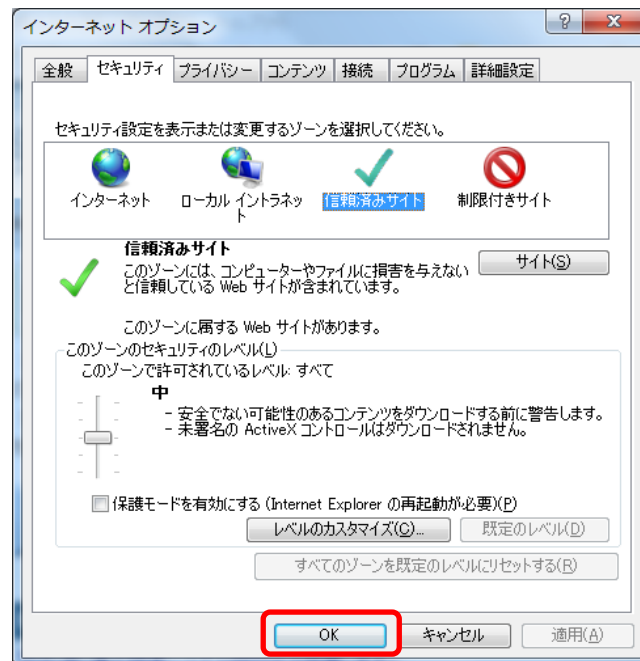 インターネット オプション
全般 セキュリティ プライバシー コンテンツ 接続 プログラム 詳細設定
セキュリティ設定を表示または変更するゾーンを選択してください。
インターネット ローカル イントラネット 信頼済みサイト 制限付きサイト
信頼済みサイト
このゾーンには、コンピューターやファイルに損害を与えない
と信頼している Web サイトが含まれています。
サイト(S)
このゾーンに属する Web サイトがあります。
このゾーンのセキュリティのレベル(L)
このゾーンで許可されているレベル: すべて
中
- 安全でない可能性のあるコンテンツをダウンロードする前に警告します。
- 未署名の ActiveX コントロールはダウンロードされません。
保護モードを有効にする (Internet Explorer の再起動が必要)(P)
レベルのカスタマイズ(C)... 既定のレベル(D)
すべてのゾーンを既定のレベルにリセットする(R)
OK キャンセル 適用(A)